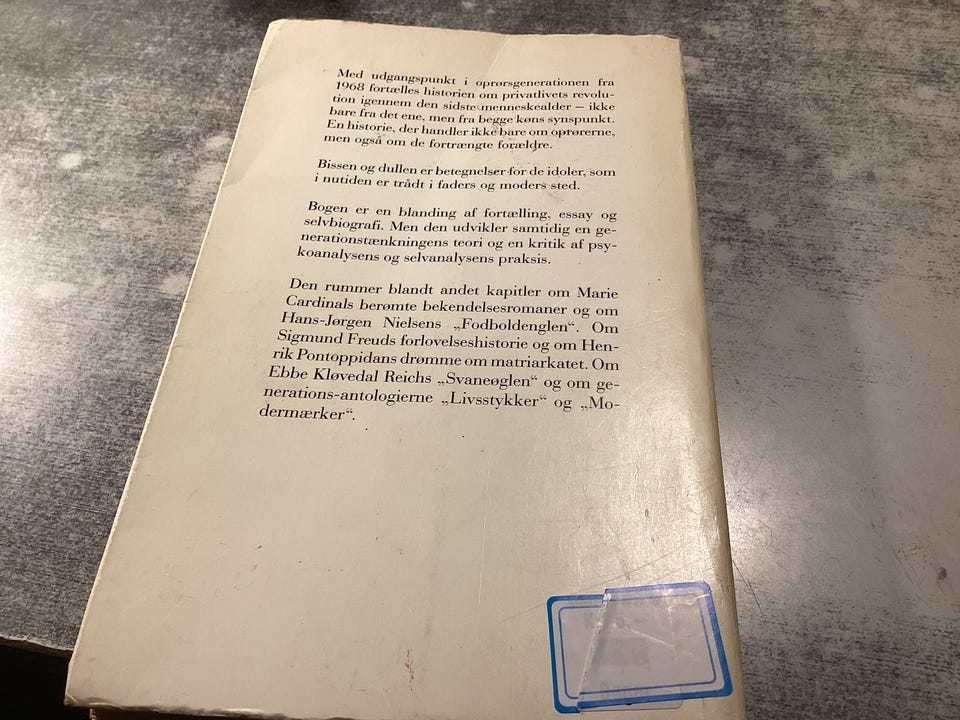 Med udgangspunkt i oprørsgenerationen fra
1968 fortælles historien om privatlivets revolu-
tion igennem den sidste menneskealder – ikke
bare fra det ene, men fra begge køns synspunkt.
En historie, der handler ikke bare om oprørerne,
men også om de fortrængte forældre.
Bissen og dullen er betegnelser for de idoler, som
i nutiden er trådt i faders og moders sted.
Bogen er en blanding af fortælling, essay og
selvbiografi. Men den udvikler samtidig en ge-
nerationstænkningens teori og en kritik af psy-
koanalysens og selvanalysens praksis.
Den rummer blandt andet kapitler om Marie
Cardinals berømte bekendelsesromaner og om
Hans-Jørgen Nielsens „Fodboldenglen“. Om
Sigmund Freuds forlovelseshistorie og om Hen-
rik Pontoppidans drømme om matriarkatet. Om
Ebbe Kløvedal Reichs „Svaneøglen“ og om ge-
nerations-antologierne „Livsstykker“ og „Mo-
dermærker“.